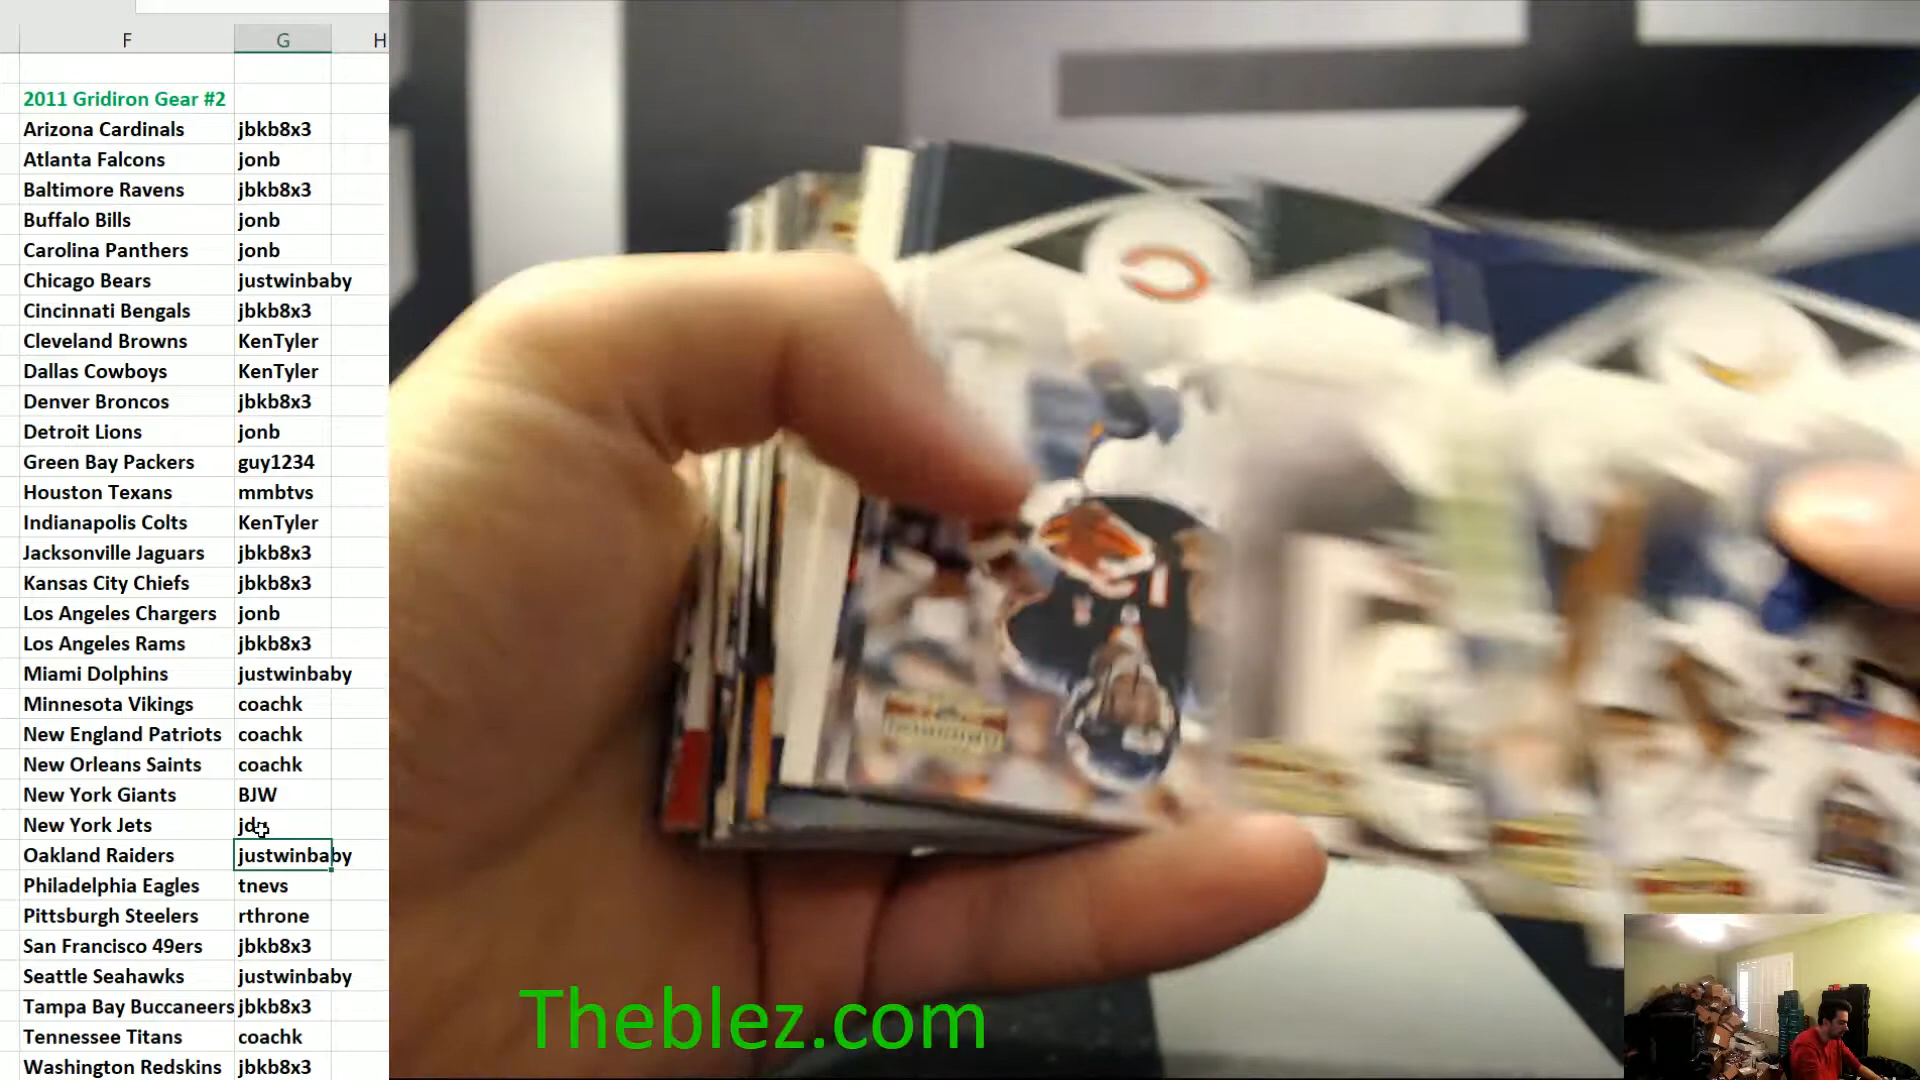 F G H
2011 Gridiron Gear #2
Arizona Cardinals jbkb8x3
Atlanta Falcons jonb
Baltimore Ravens jbkb8x3
Buffalo Bills jonb
Carolina Panthers jonb
Chicago Bears justwinbaby
Cincinnati Bengals jbkb8x3
Cleveland Browns KenTyler
Dallas Cowboys KenTyler
Denver Broncos jbkb8x3
Detroit Lions jonb
Green Bay Packers guy1234
Houston Texans mmbtvs
Indianapolis Colts KenTyler
Jacksonville Jaguars jbkb8x3
Kansas City Chiefs jbkb8x3
Los Angeles Chargers jonb
Los Angeles Rams jbkb8x3
Miami Dolphins justwinbaby
Minnesota Vikings coachk
New England Patriots coachk
New Orleans Saints coachk
New York Giants BJW
New York Jets
Oakland Raiders justwinbaby
Philadelphia Eagles tnevs
Pittsburgh Steelers rthrone
San Francisco 49ers jbkb8x3
Seattle Seahawks justwinbaby
Tampa Bay Buccaneers jbkb8x3
Tennessee Titans coachk
Washington Redskins jbkb8x3
Theblez.com